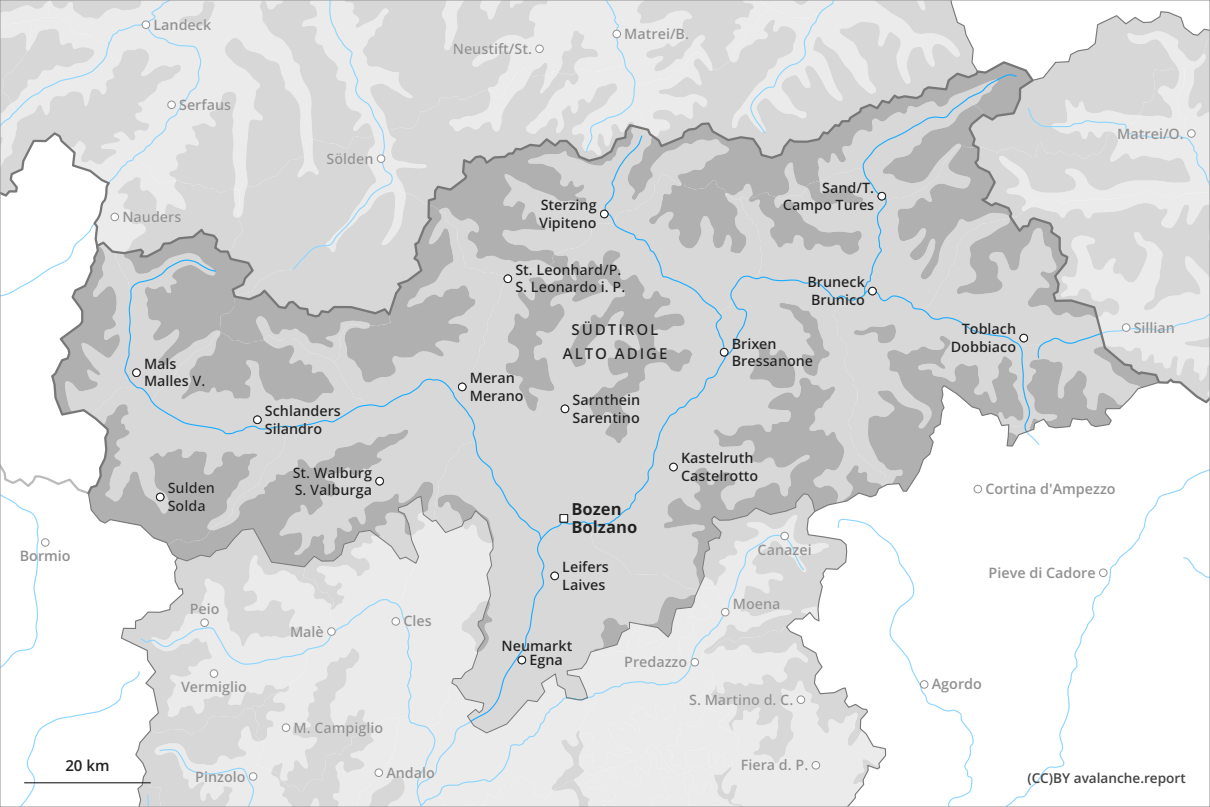 Landeck
Matrei/B.
Neustift/St.
Serfaus
Matrei/O.
Sölden
Sand/T.
Campo Tures
Sterzing
Vipiteno
Nauders
St. Leonhard/P.
S. Leonardo i. P.
Bruneck
Brunico
SÜDTIROL
ALTO ADIGE
Toblach
Dobbiaco
Sillian
Brixen
Bressanone
Mals
Malles V.
Meran
Merano
Sarnthein
Sarentino
Schlanders
Silandro
Kastelruth
Castelrotto
St. Walburg
S. Valburga
Sulden
Solda
Cortina d'Ampezzo
Bozen
Bolzano
Bormio
Canazei
Leifers
Laives
Pieve di Cadore
Peio
Moena
Malè
Cles
Neumarkt
Egna
Predazzo
Vermiglio
Agordo
S. Martino d. C.
M. Campiglio
Fiera d. P.
20 km
Pinzolo
Andalo
(CC)BY avalanche.report